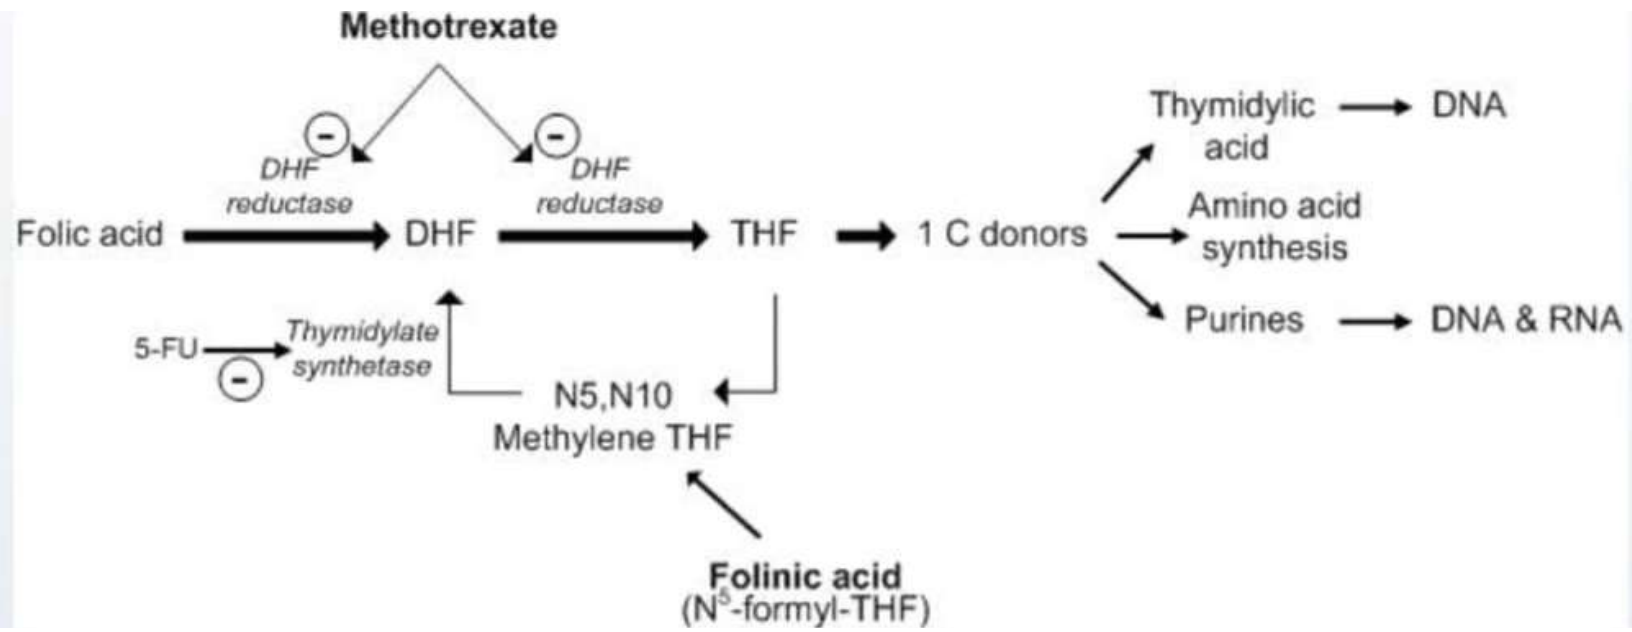 Methotrexate
-
-
DHF
reductase
DHF
reductase
Folic acid
DHF
THF
1 C donors
Thymidylic
acid
DNA
Amino acid
synthesis
Purines
DNA & RNA
5-FU
-
Thymidylate
synthetase
N5,N10
Methylene THF
Folinic acid
(N⁵-formyl-THF)